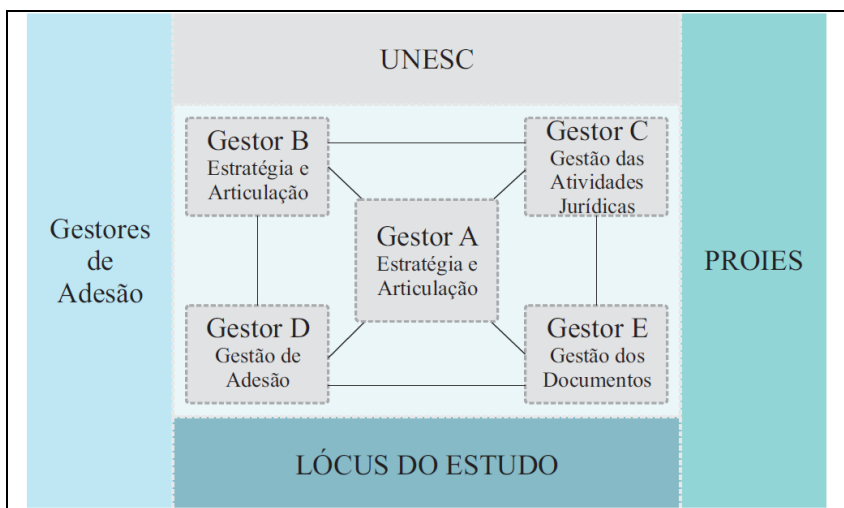 UNESC
Gestores
de
Adesão
Gestor B
Estratégia e
Articulação
Gestor C
Gestão das
Atividades
Jurídicas
Gestor A
Estratégia e
Articulação
Gestor D
Gestão de
Adesão
Gestor E
Gestão dos
Documentos
PROIES
LÓCUS DO ESTUDO